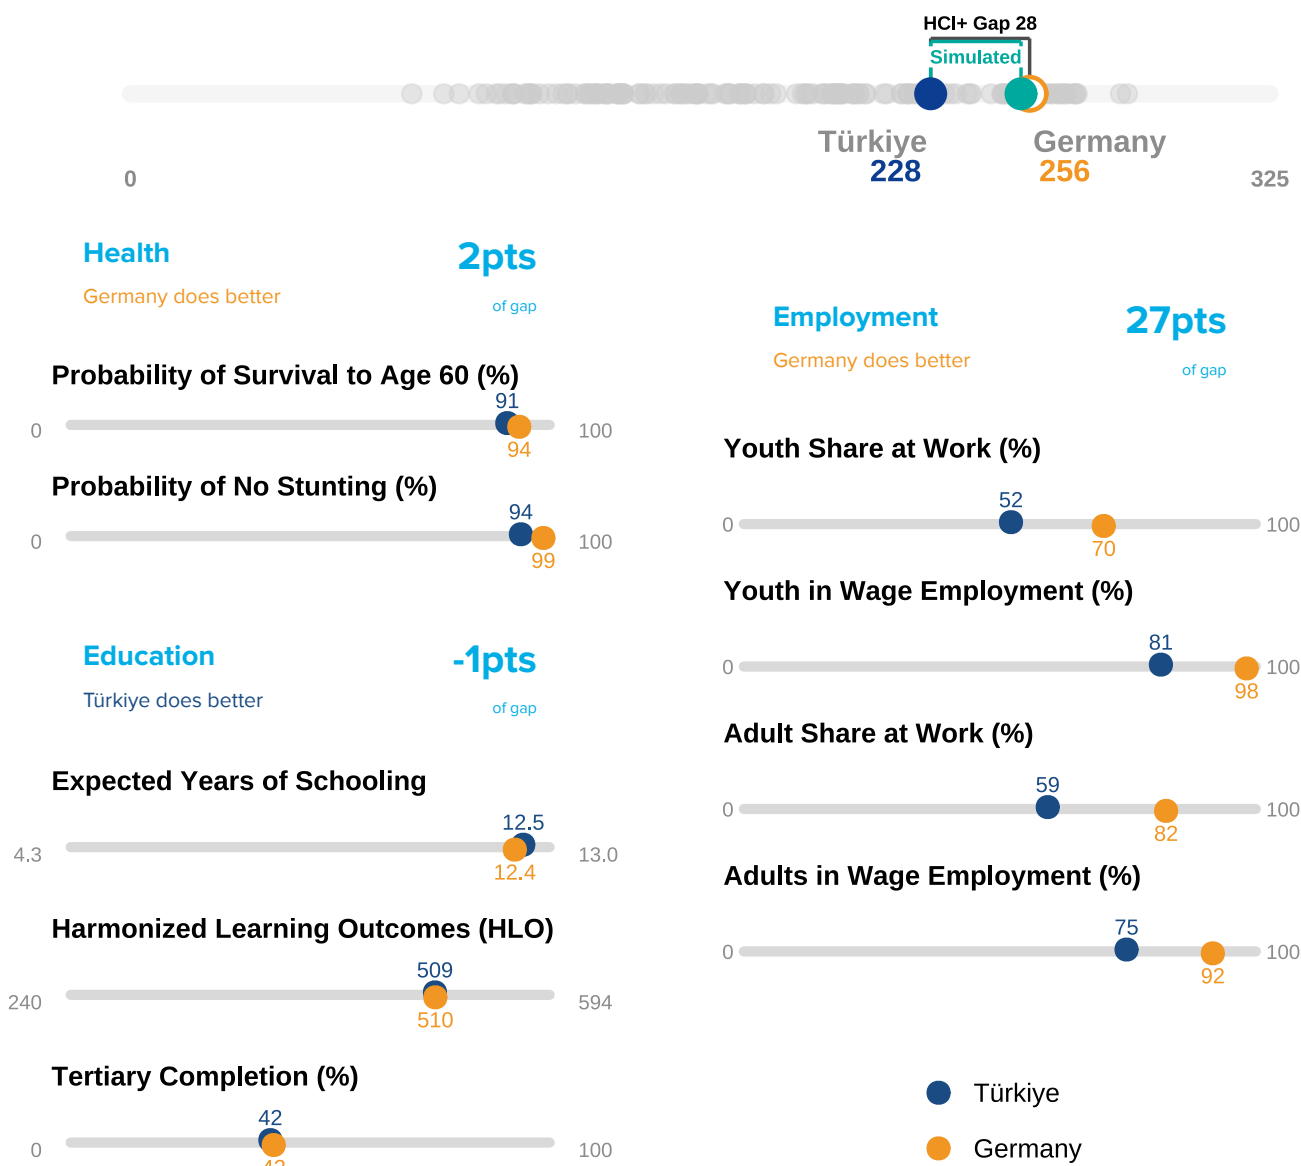 HCI+ Gap 28
Simulated
Türkiye
228
Germany
256
0
325
Health
2pts
Germany does better
of gap
Probability of Survival to Age 60 (%)
91
0
100
94
Probability of No Stunting (%)
94
0
100
99
Education
-1pts
Türkiye does better
of gap
Expected Years of Schooling
12.5
4.3
13.0
12.4
Harmonized Learning Outcomes (HLO)
509
240
594
510
Tertiary Completion (%)
42
0
100
Employment
27pts
Germany does better
of gap
Youth Share at Work (%)
52
0
100
70
Youth in Wage Employment (%)
81
0
100
98
Adult Share at Work (%)
59
0
100
82
Adults in Wage Employment (%)
75
0
100
92
Türkiye
Germany